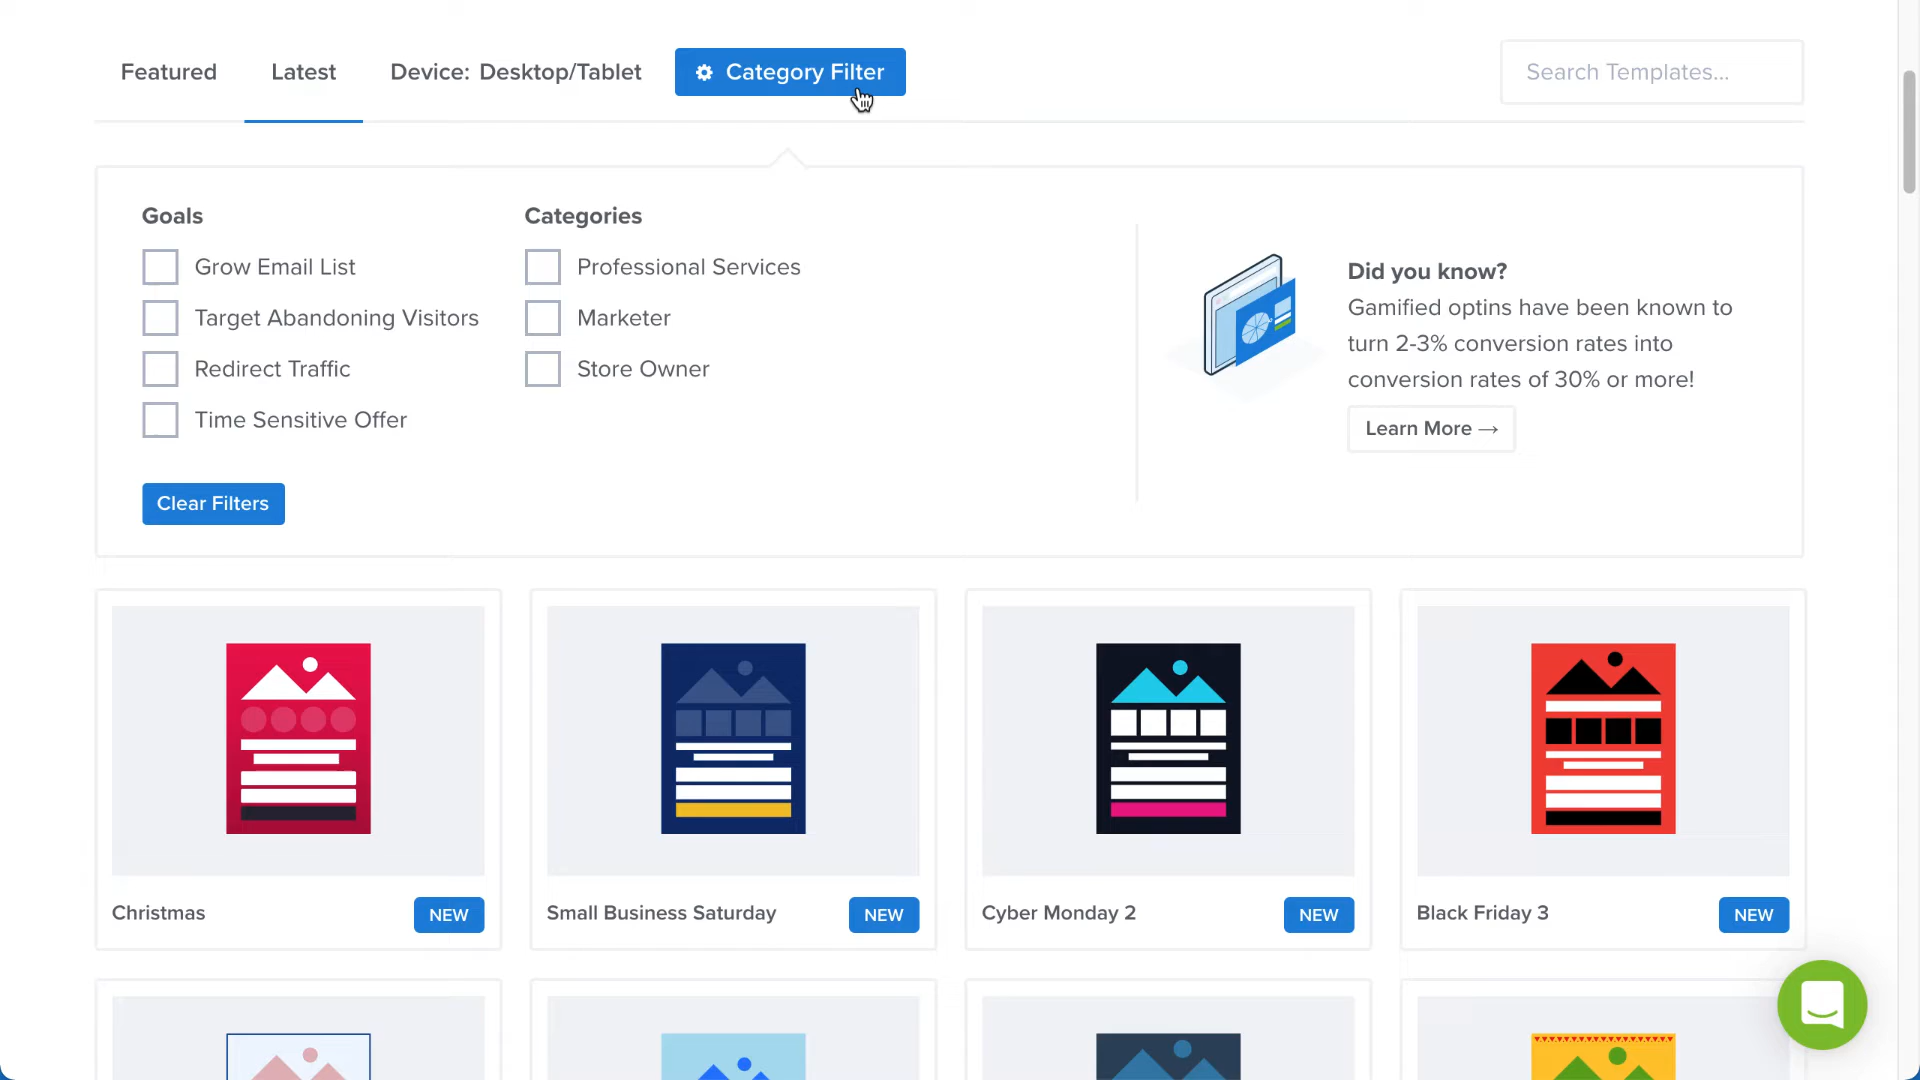 Featured
Latest
Device: Desktop/Tablet
Category Filter
Search Templates...
Goals
Grow Email List
Target Abandoning Visitors
Redirect Traffic
Time Sensitive Offer
Clear Filters
Categories
Professional Services
Marketer
Store Owner
Did you know?
Gamified optins have been known to
turn 2-3% conversion rates into
conversion rates of 30% or more!
Learn More →
Christmas
NEW
Small Business Saturday
NEW
Cyber Monday 2
NEW
Black Friday 3
NEW